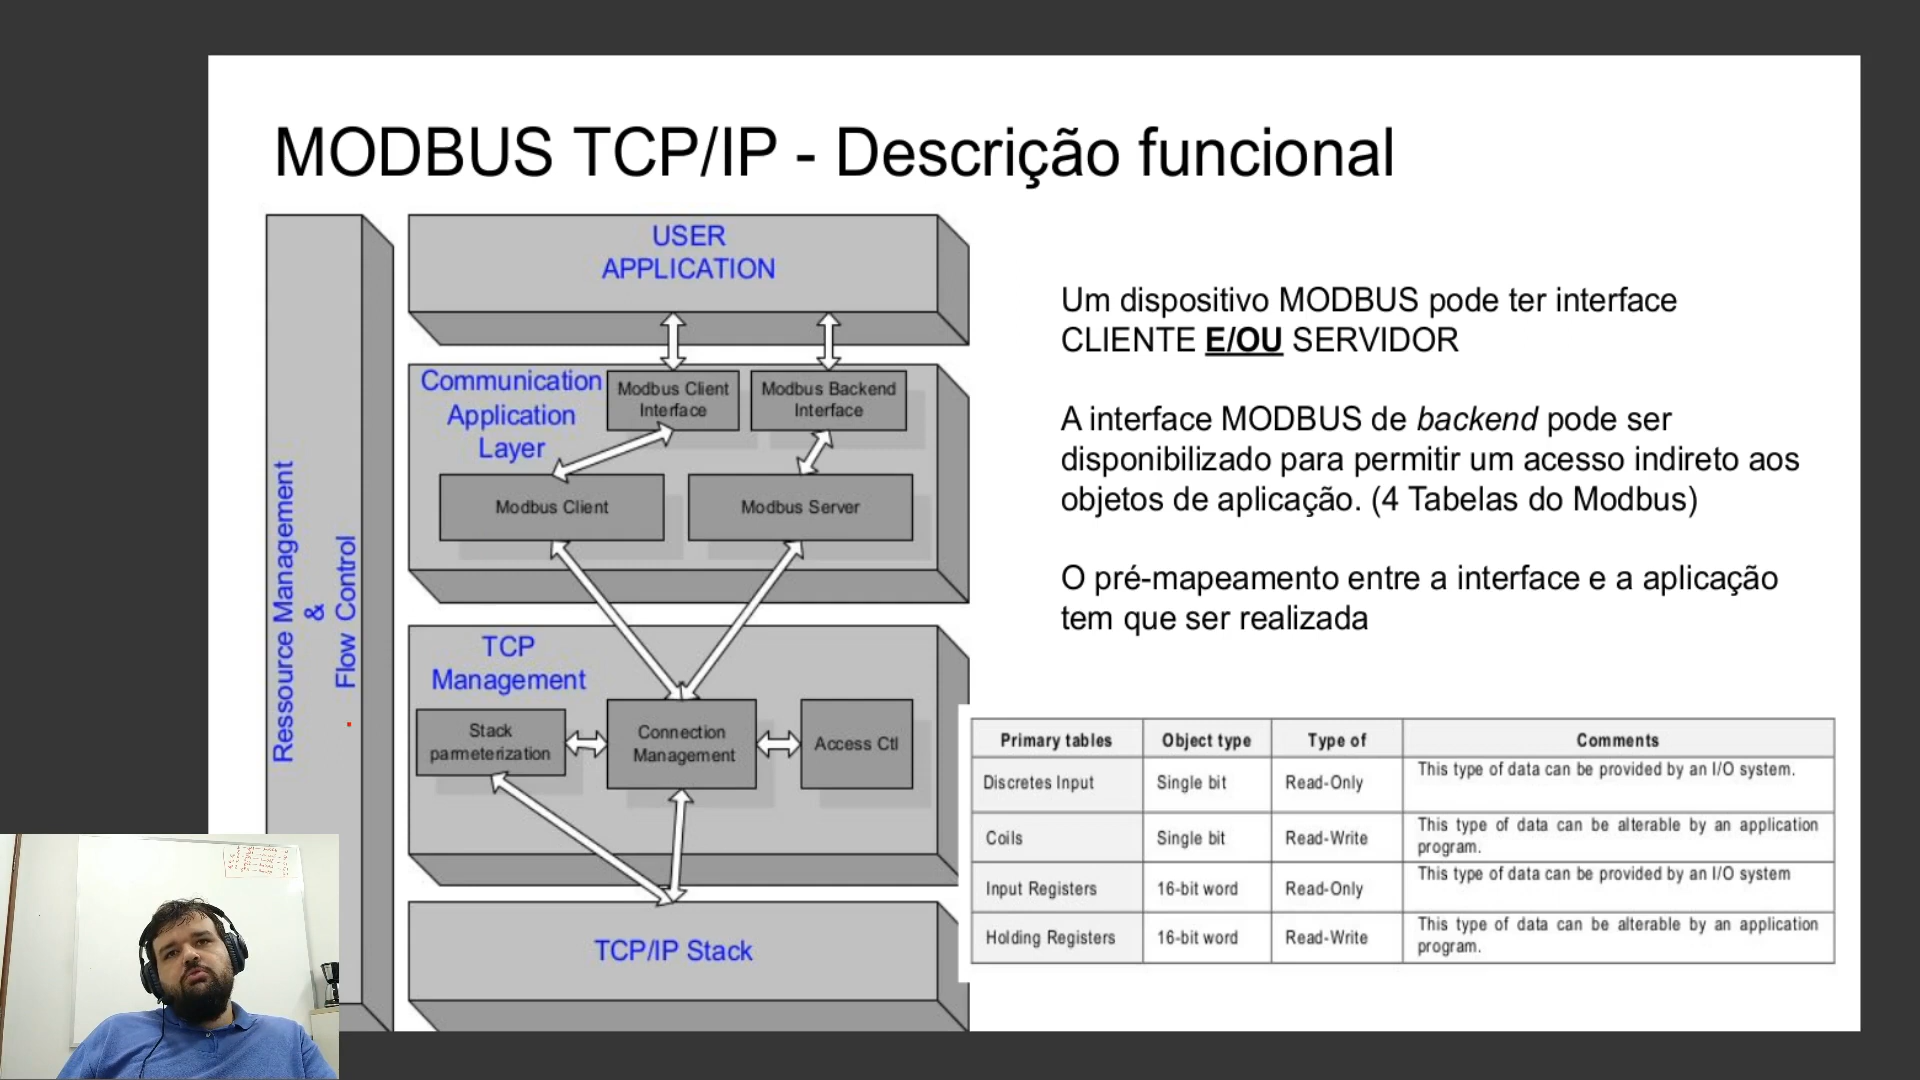 MODBUS TCP/IP - Descrição funcional
Ressource Management
&
Flow Control
USER
APPLICATION
Communication
Application
Layer
Modbus Client
Interface
Modbus Backend
Interface
Modbus Client
Modbus Server
TCP
Management
Stack
parmeterization
Connection
Management
Access Ctl
TCP/IP Stack
Um dispositivo MODBUS pode ter interface
CLIENTE E/OU SERVIDOR
A interface MODBUS de backend pode ser
disponibilizado para permitir um acesso indireto aos
objetos de aplicação. (4 Tabelas do Modbus)
O pré-mapeamento entre a interface e a aplicação
tem que ser realizada
Primary tables Object type Type of Comments
Discretes Input Single bit Read-Only This type of data can be provided by an I/O system.
Coils Single bit Read-Write This type of data can be alterable by an application
program.
Input Registers 16-bit word Read-Only This type of data can be provided by an I/O system
Holding Registers 16-bit word Read-Write This type of data can be alterable by an application
program.